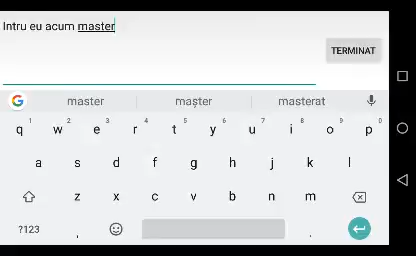 Intru eu acum master
TERMINAT
master mașter masterat
q 1 w 2 e 3 r 4 t 5 y 6 u 7 i 8 o 9 p 0
a s d f g h j k l
z x c v b n m
?123 , .